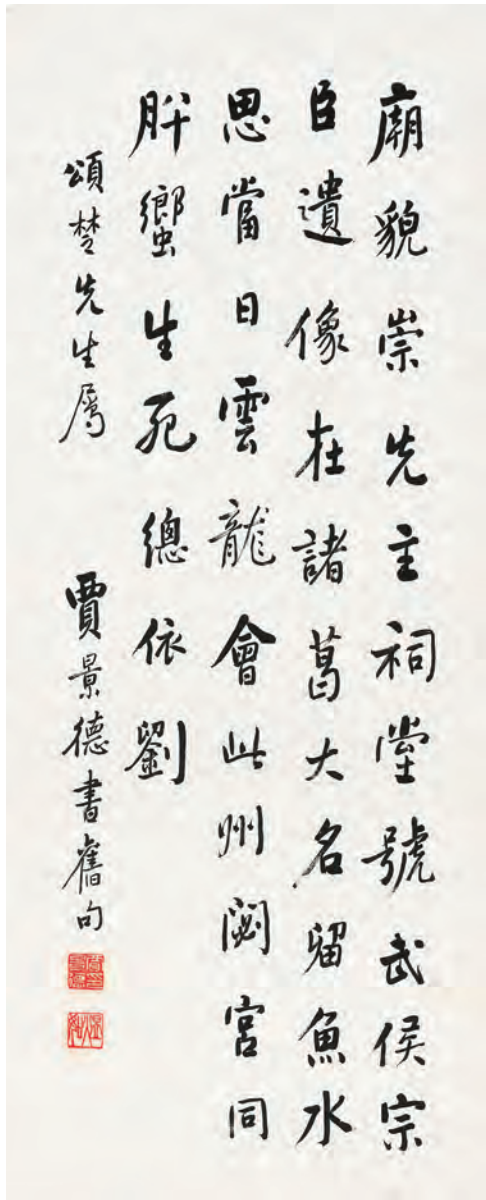 廟貌崇先主祠堂號武侯宗
臣遺像在諸葛大名留魚水
思當日雲龍會此州閟宮同
肸蠁生死總依劉
頌椘先生屬 賈景德書舊句